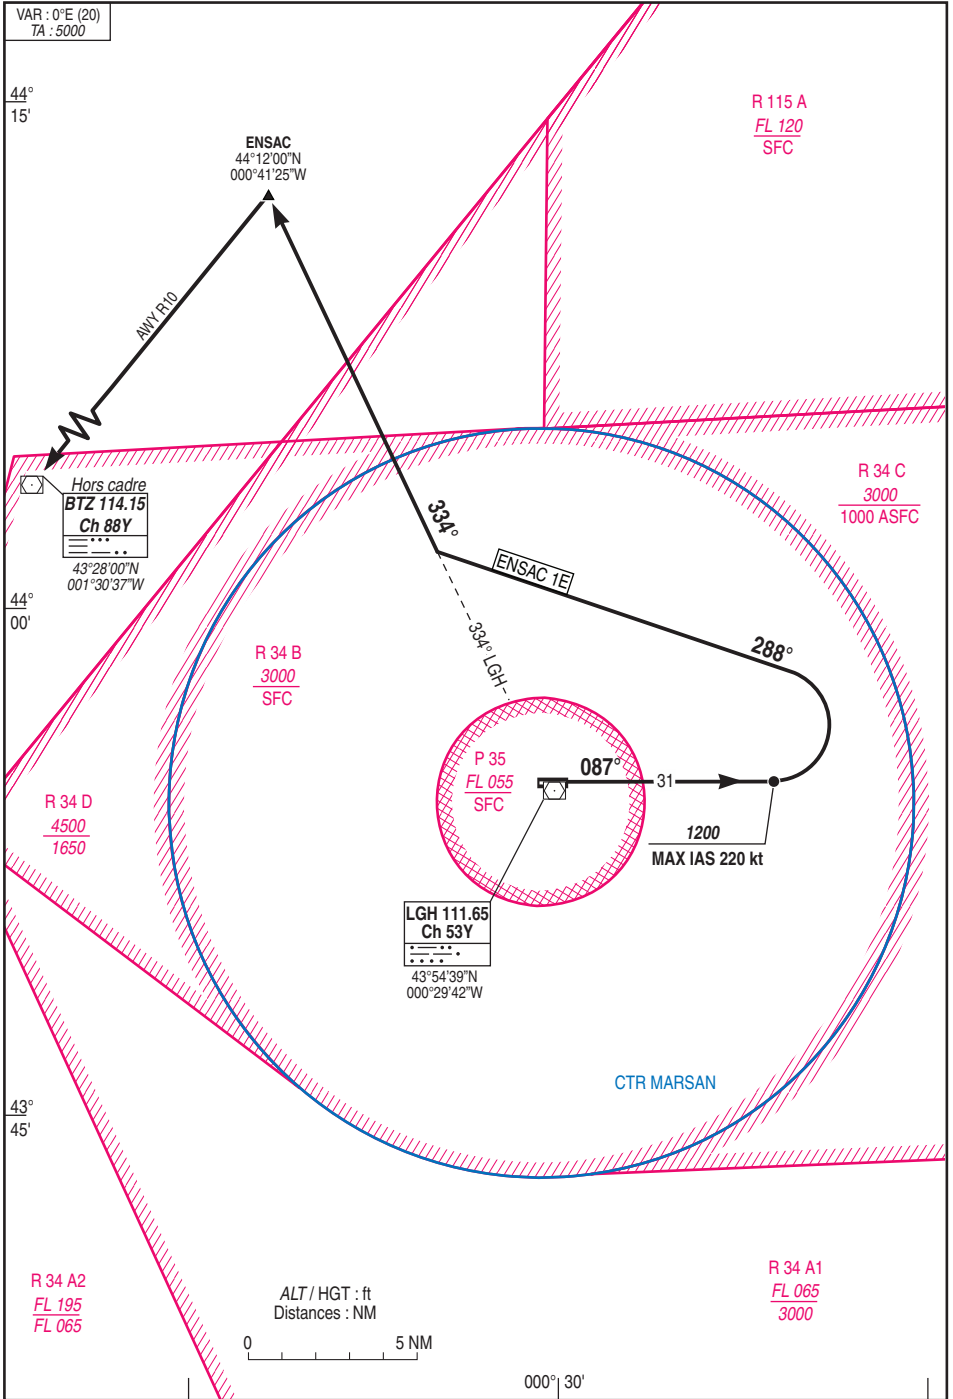 VAR : 0°E (20)
TA : 5000
44°
15'
ENSAC
44°12'00"N
000°41'25"W
R 115 A
FL 120
SFC
AWY R10
Hors cadre
BTZ 114.15
Ch 88Y
43°28'00"N
001°30'37"W
R 34 C
3000
1000 ASFC
334°
ENSAC 1E
44°
00'
334° LGH
288°
R 34 B
3000
SFC
P 35
FL 055
SFC
087°
31
R 34 D
4500
1650
1200
MAX IAS 220 kt
LGH 111.65
Ch 53Y
43°54'39"N
000°29'42"W
CTR MARSAN
43°
45'
R 34 A2
FL 195
FL 065
ALT / HGT : ft
Distances : NM
0 5 NM
R 34 A1
FL 065
3000
000° 30'